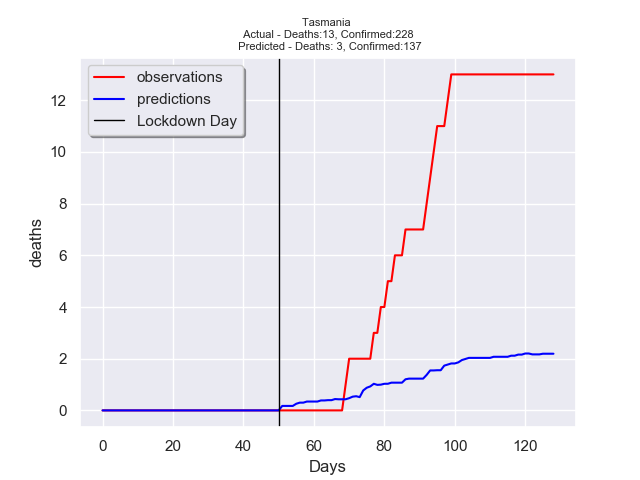 Tasmania
Actual - Deaths:13, Confirmed:228
Predicted - Deaths: 3, Confirmed:137
observations
predictions
Lockdown Day
deaths
12
10
8
6
4
2
0
0 20 40 60 80 100 120
Days